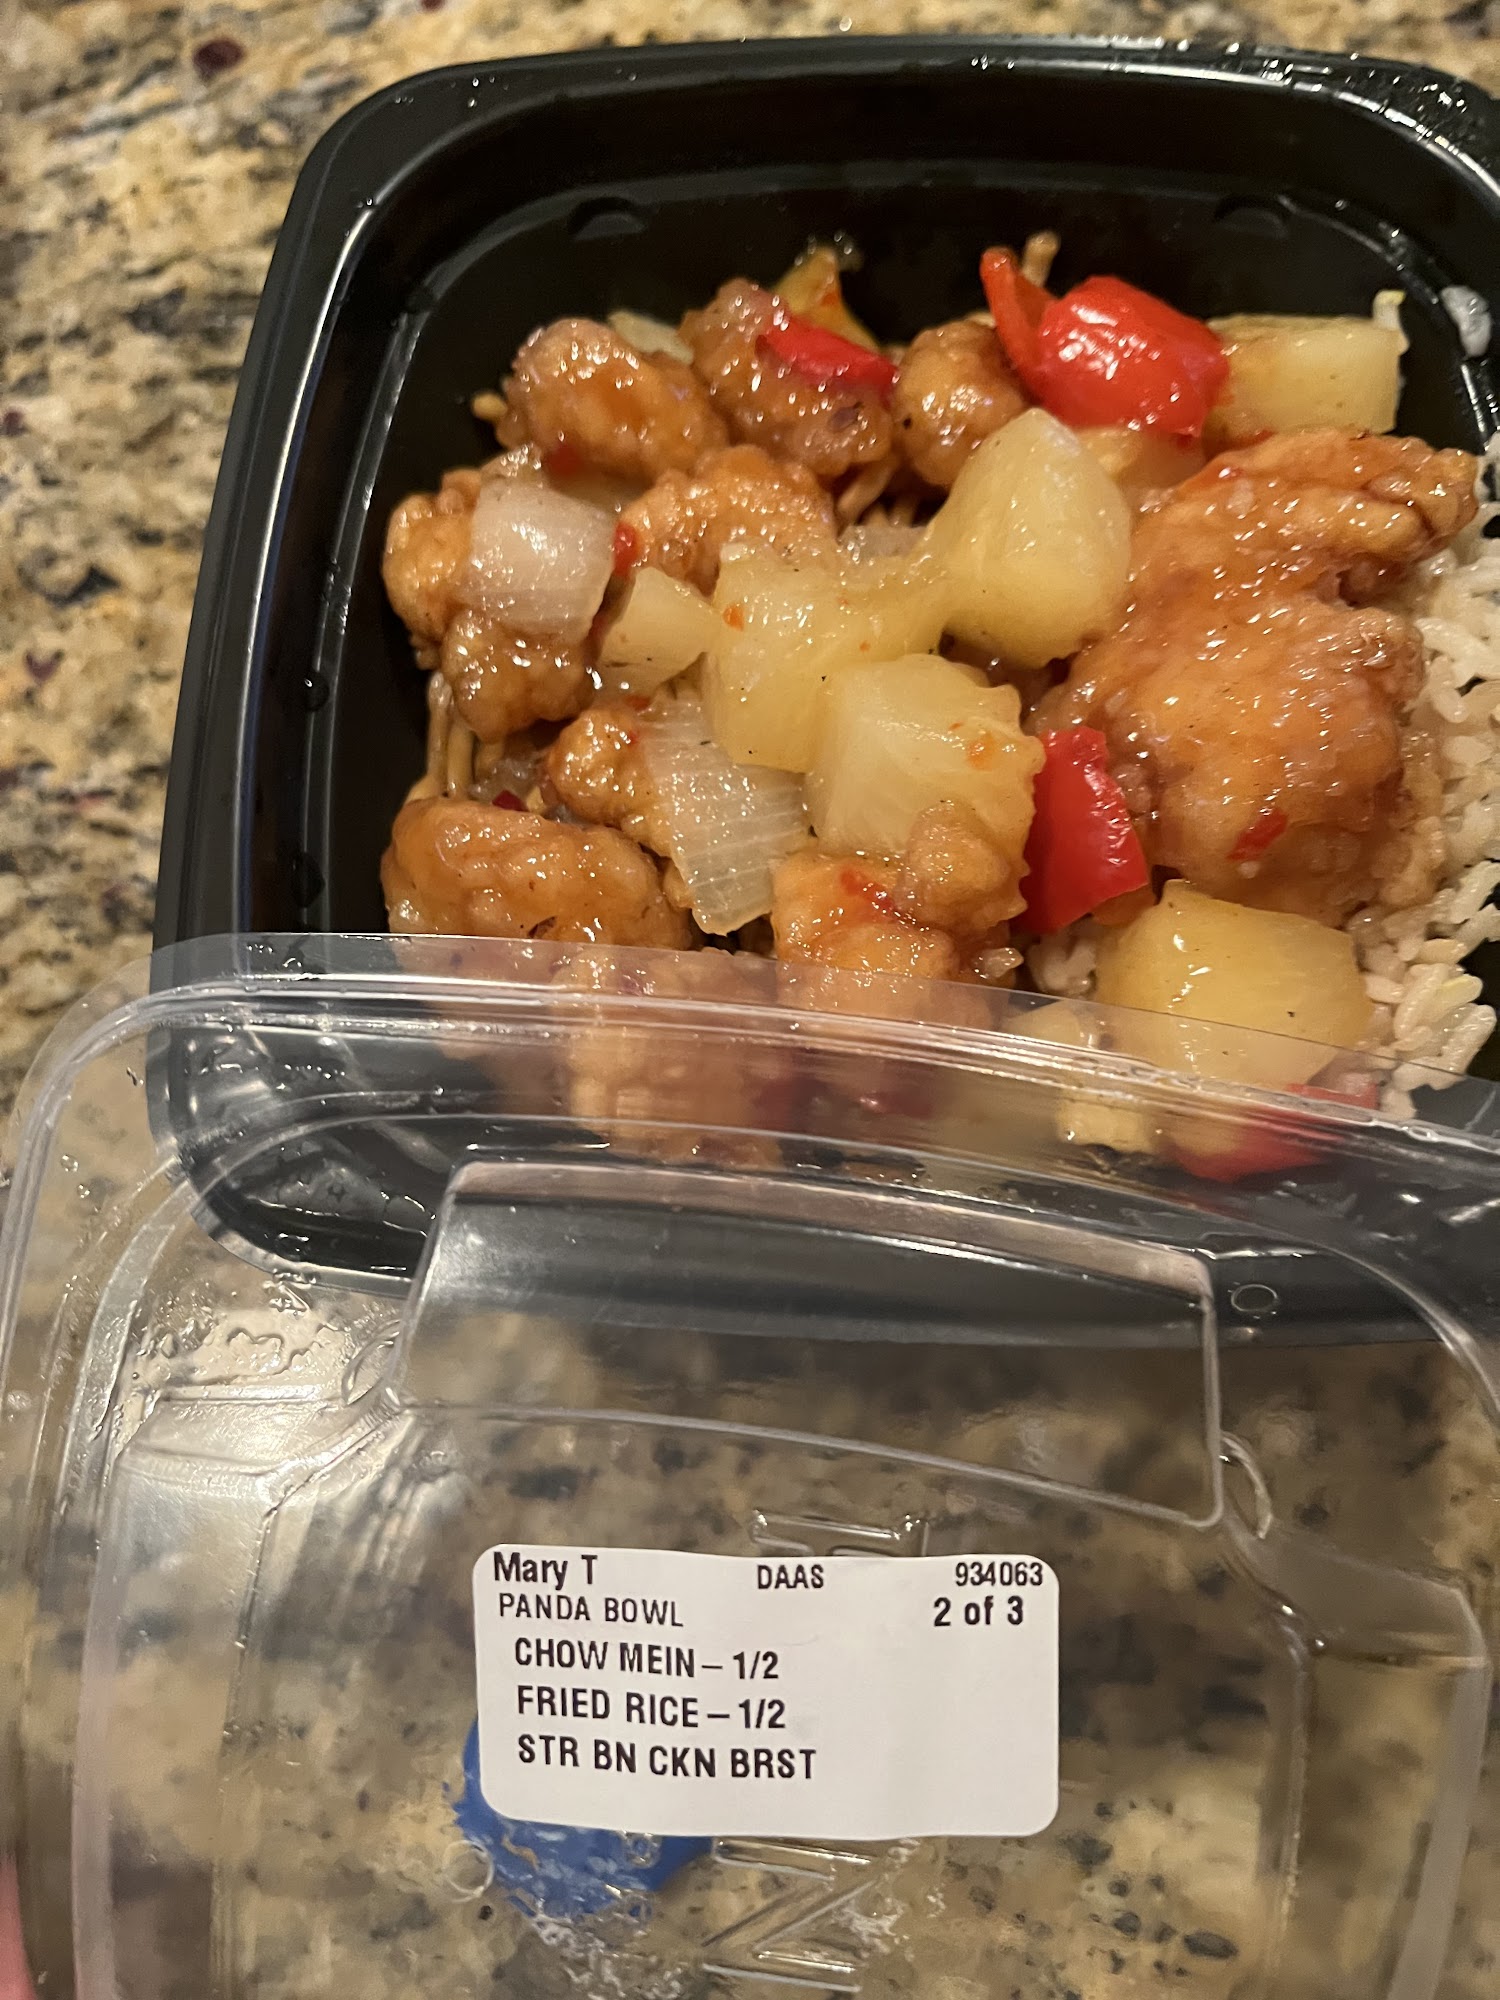 Mary T DAAS 934063
PANDA BOWL 2 of 3
CHOW MEIN – 1/2
FRIED RICE – 1/2
STR BN CKN BRST